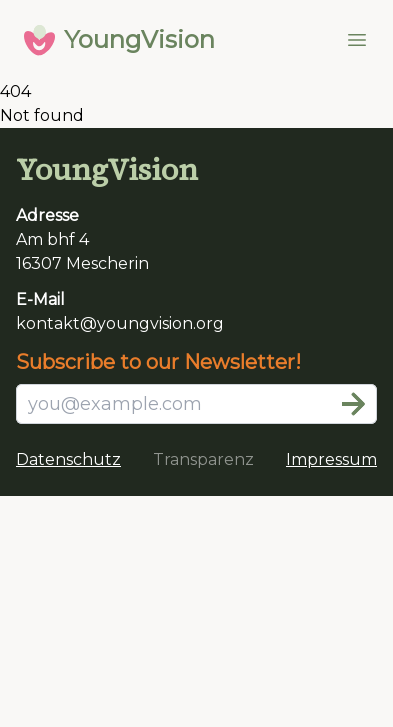 YoungVision
404
Not found
YoungVision
Adresse
Am bhf 4
16307 Mescherin
E-Mail
kontakt@youngvision.org
Subscribe to our Newsletter!
you@example.com
Datenschutz Transparenz Impressum